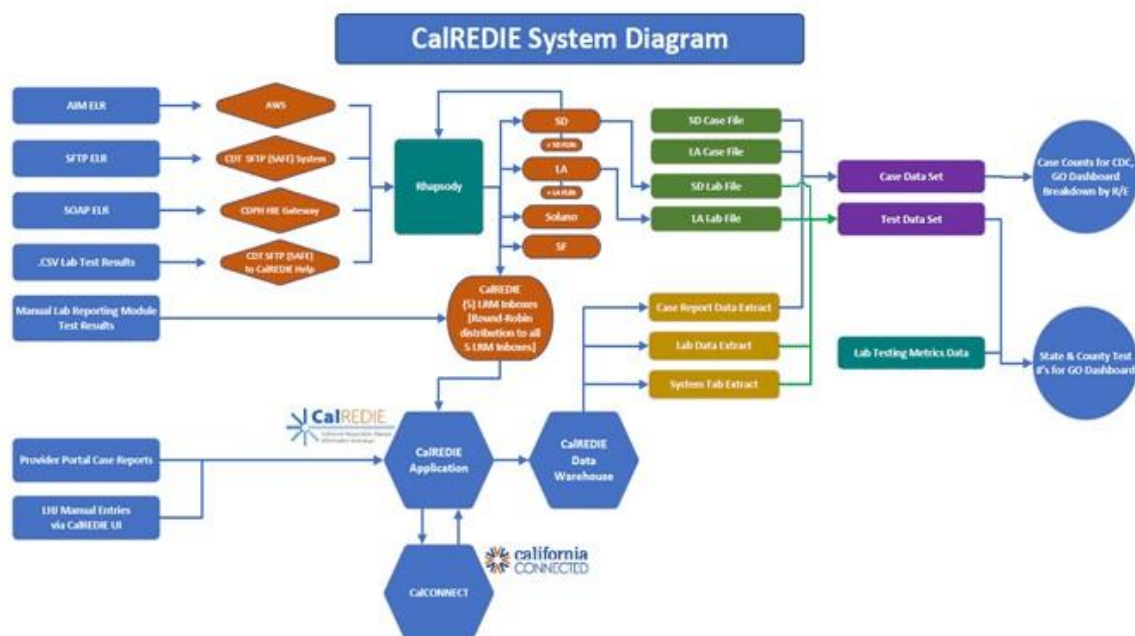 CalREDIE System Diagram
AIM ELR
AWS
SFTP ELR
CDT SFTP (SAFE) System
SOAP ELR
CDPH HIE Gateway
.CSV Lab Test Results
CDT SFTP (SAFE)
to CalREDIE Help
Manual Lab Reporting Module
Test Results
Rhapsody
SD
LA
Solano
SF
CalREDIE
(5) LRM Inboxes
[Round-Robin
distribution to all
5 LRM Inboxes]
SD Case File
LA Case File
SD Lab File
LA Lab File
Case Data Set
Test Data Set
Case Counts for CDC,
GO Dashboard
Breakdown by R/E
Case Report Data Extract
Lab Data Extract
System Tab Extract
Lab Testing Metrics Data
State & County Test
#'s for GO Dashboard
CalREDIE
Provider Portal Case Reports
LHJ Manual Entries
via CalREDIE UI
CalREDIE
Application
CalREDIE
Data
Warehouse
CalCONNECT
california
CONNECTED